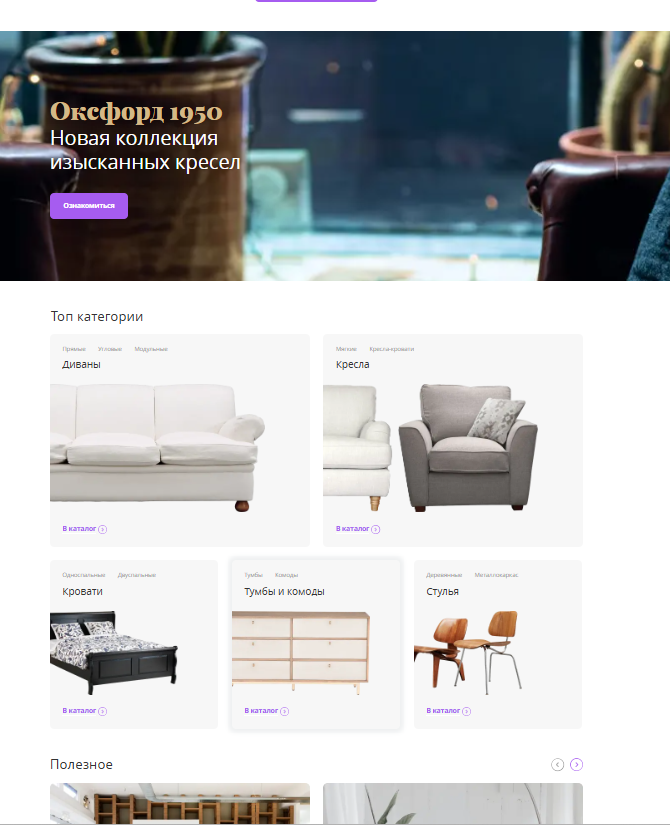 Оксфорд 1950
Новая коллекция
изысканных кресел
Ознакомиться
Топ категории
Прямые Угловые Модульные
Диваны
В каталог
Мягкие Кресла-кровати
Кресла
В каталог
Односпальные Двуспальные
Кровати
В каталог
Тумбы Комоды
Тумбы и комоды
В каталог
Деревянные Металлокаркас
Стулья
В каталог
Полезное